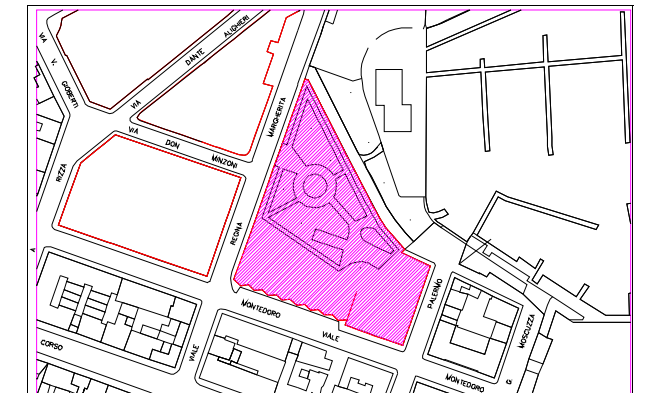 VIA V. GIOBERTI
VIA DANTE ALIGHIERI
VIA DON MINZONI
MARGHERITA
RIZZA
REGINA
A
MONTEDORO
VIALE
PALERMO
CORSO
VIALE
MOSCUZZA
G.
MONTEDORO